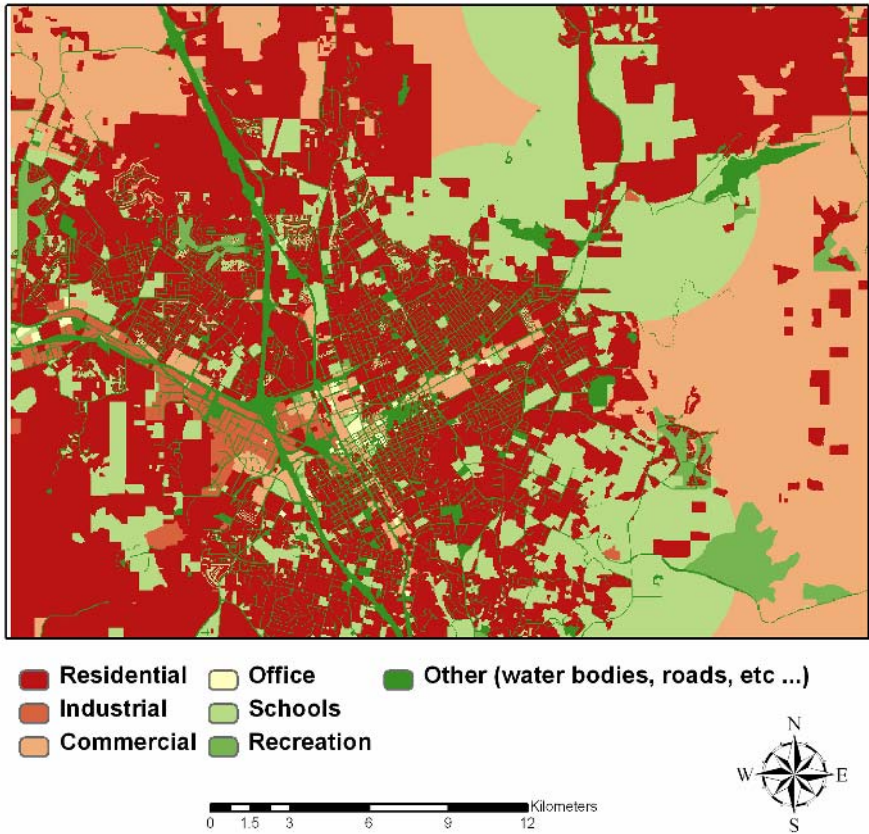 Residential Office Other (water bodies, roads, etc ...)
Industrial Schools
Commercial Recreation
N
W E
S
Kilometers
0 1.5 3 6 9 12